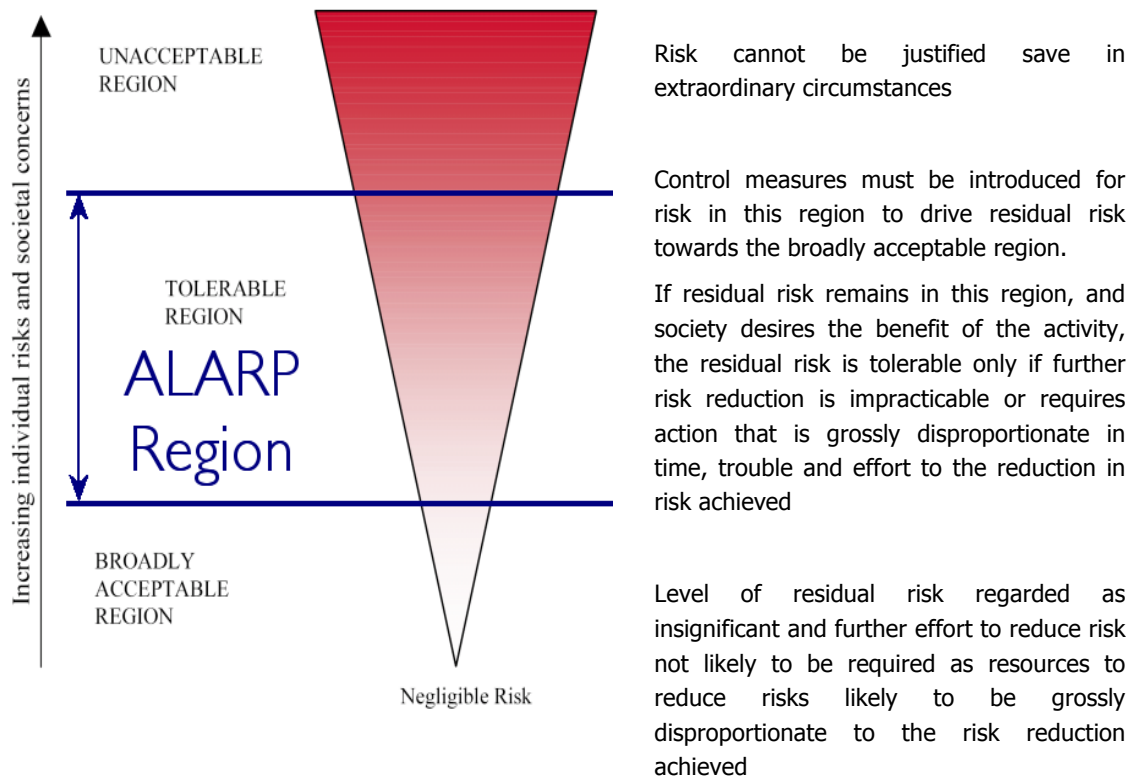 Increasing individual risks and societal concerns
UNACCEPTABLE
REGION
Risk cannot be justified save in
extraordinary circumstances
TOLERABLE
REGION
ALARP
Region
Control measures must be introduced for
risk in this region to drive residual risk
towards the broadly acceptable region.
If residual risk remains in this region, and
society desires the benefit of the activity,
the residual risk is tolerable only if further
risk reduction is impracticable or requires
action that is grossly disproportionate in
time, trouble and effort to the reduction in
risk achieved
BROADLY
ACCEPTABLE
REGION
Level of residual risk regarded as
insignificant and further effort to reduce risk
not likely to be required as resources to
reduce risks likely to be grossly
disproportionate to the risk reduction
achieved
Negligible Risk